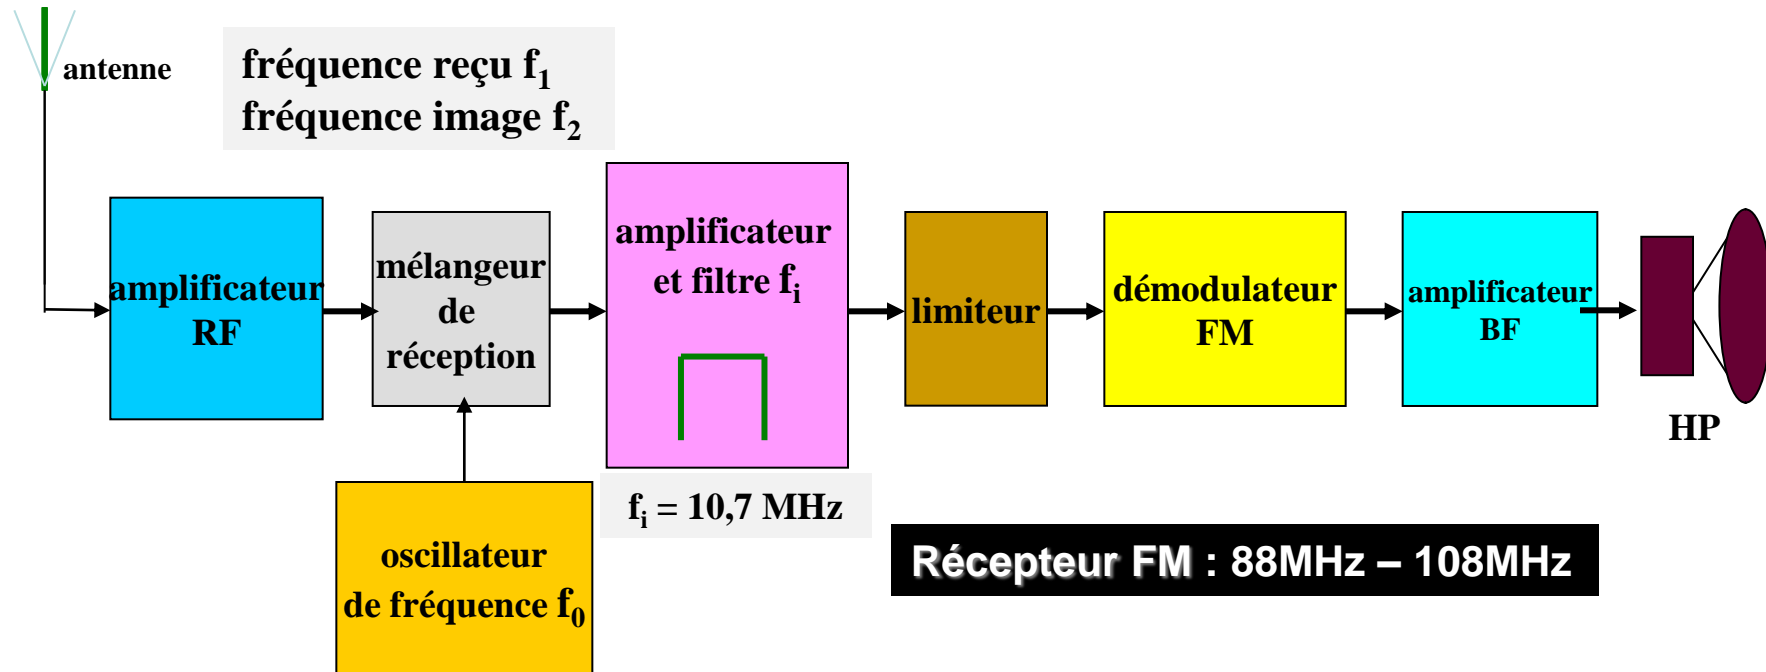 antenne
fréquence reçu f₁
fréquence image f₂
amplificateur
RF
mélangeur
de
réception
amplificateur
et filtre fᵢ
limiteur
démodulateur
FM
amplificateur
BF
HP
fᵢ = 10,7 MHz
oscillateur
de fréquence f₀
Récepteur FM : 88MHz – 108MHz